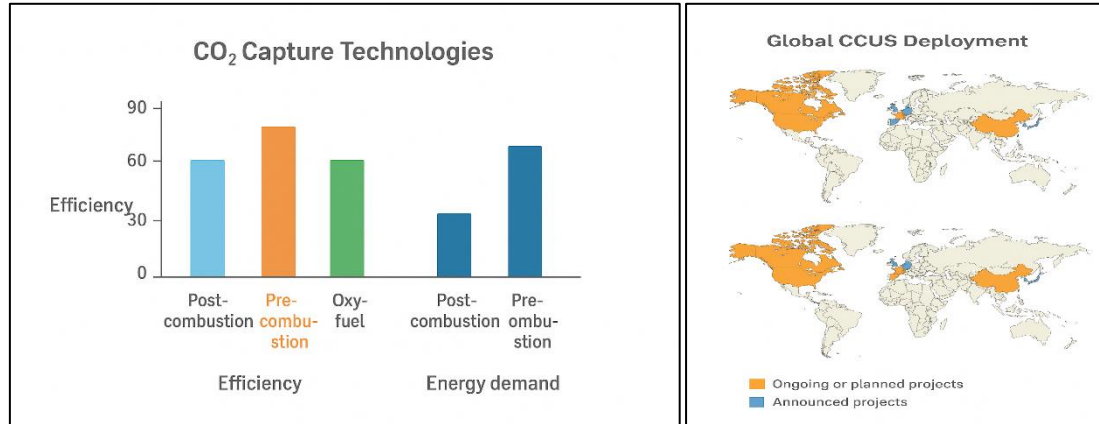 CO₂ Capture Technologies
90
60
Efficiency
30
0
Post-
combustion
Pre-
combu-
stion
Oxy-
fuel
Post-
combustion
Pre-
ombu-
stion
Efficiency
Energy demand
Global CCUS Deployment
Ongoing or planned projects
Announced projects